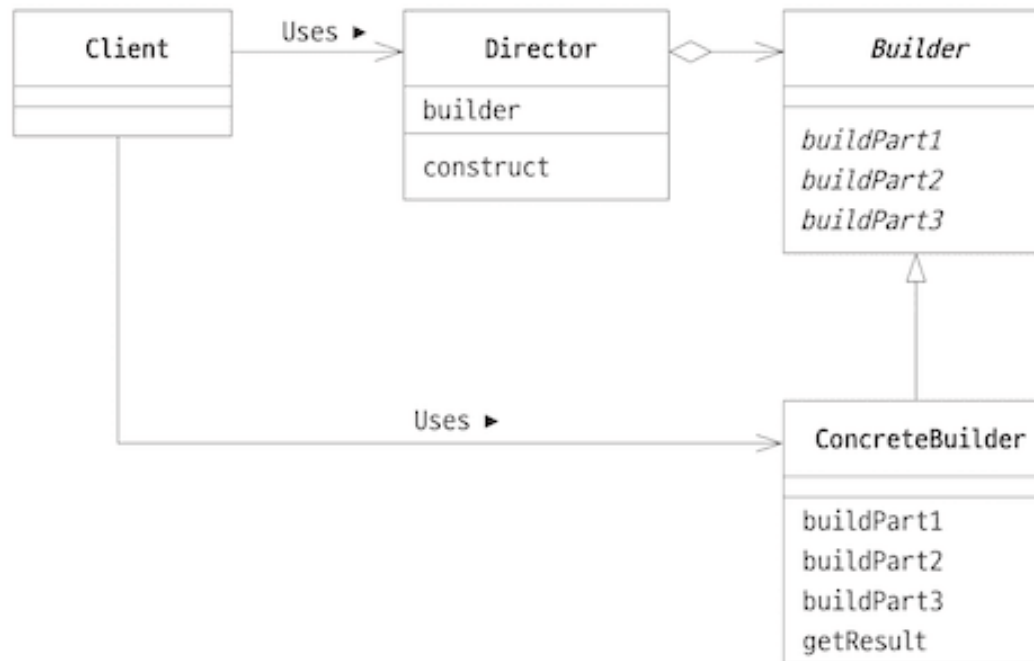 Client
Uses ►
Director
builder
construct
Builder
buildPart1
buildPart2
buildPart3
Uses ►
ConcreteBuilder
buildPart1
buildPart2
buildPart3
getResult